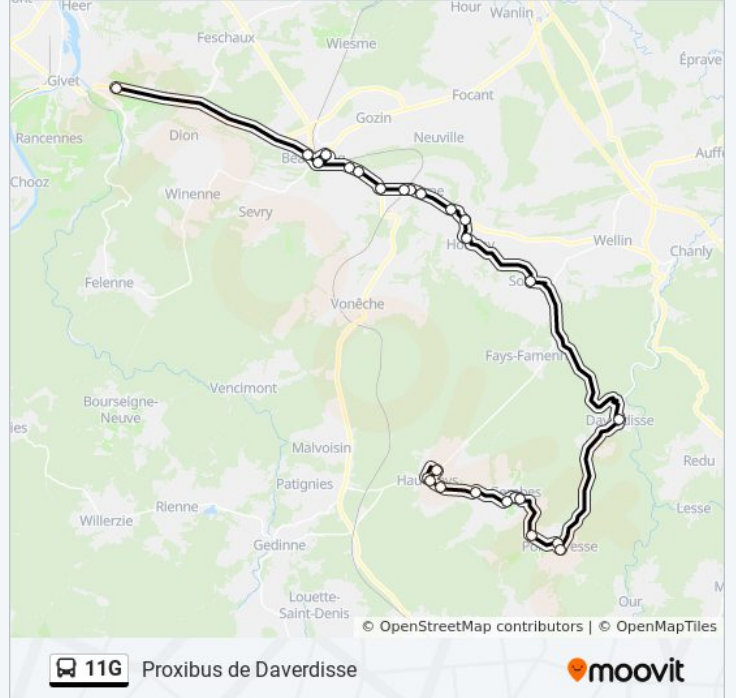 Heer
Hour
Wanlin
Feschaux
Wiesme
Éprave
Givet
Focant
Gozin
Rancennes
Dion
Neuville
Auffe
Chooz
Winenne
Sevry
Wellin
Chanly
Felenne
Vonêche
Fays-Famenne
Vencimont
Bourseigne-
Neuve
Malvoisin
Redu
Patignies
Rienne
Lesse
Willerzie
Gedinne
Louette-
Saint-Denis
Our
© OpenStreetMap contributors | © OpenMapTiles
11G Proxibus de Daverdisse
moovit